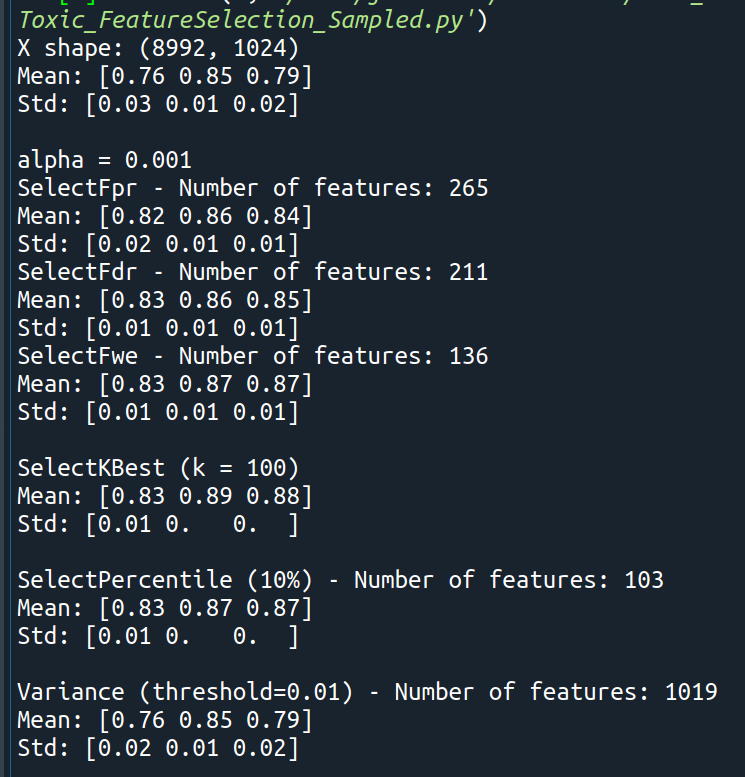 Toxic_FeatureSelection_Sampled.py')
X shape: (8992, 1024)
Mean: [0.76 0.85 0.79]
Std: [0.03 0.01 0.02]
alpha = 0.001
SelectFpr - Number of features: 265
Mean: [0.82 0.86 0.84]
Std: [0.02 0.01 0.01]
SelectFdr - Number of features: 211
Mean: [0.83 0.86 0.85]
Std: [0.01 0.01 0.01]
SelectFwe - Number of features: 136
Mean: [0.83 0.87 0.87]
Std: [0.01 0.01 0.01]
SelectKBest (k = 100)
Mean: [0.83 0.89 0.88]
Std: [0.01 0.   0.  ]
SelectPercentile (10%) - Number of features: 103
Mean: [0.83 0.87 0.87]
Std: [0.01 0.   0.  ]
Variance (threshold=0.01) - Number of features: 1019
Mean: [0.76 0.85 0.79]
Std: [0.02 0.01 0.02]